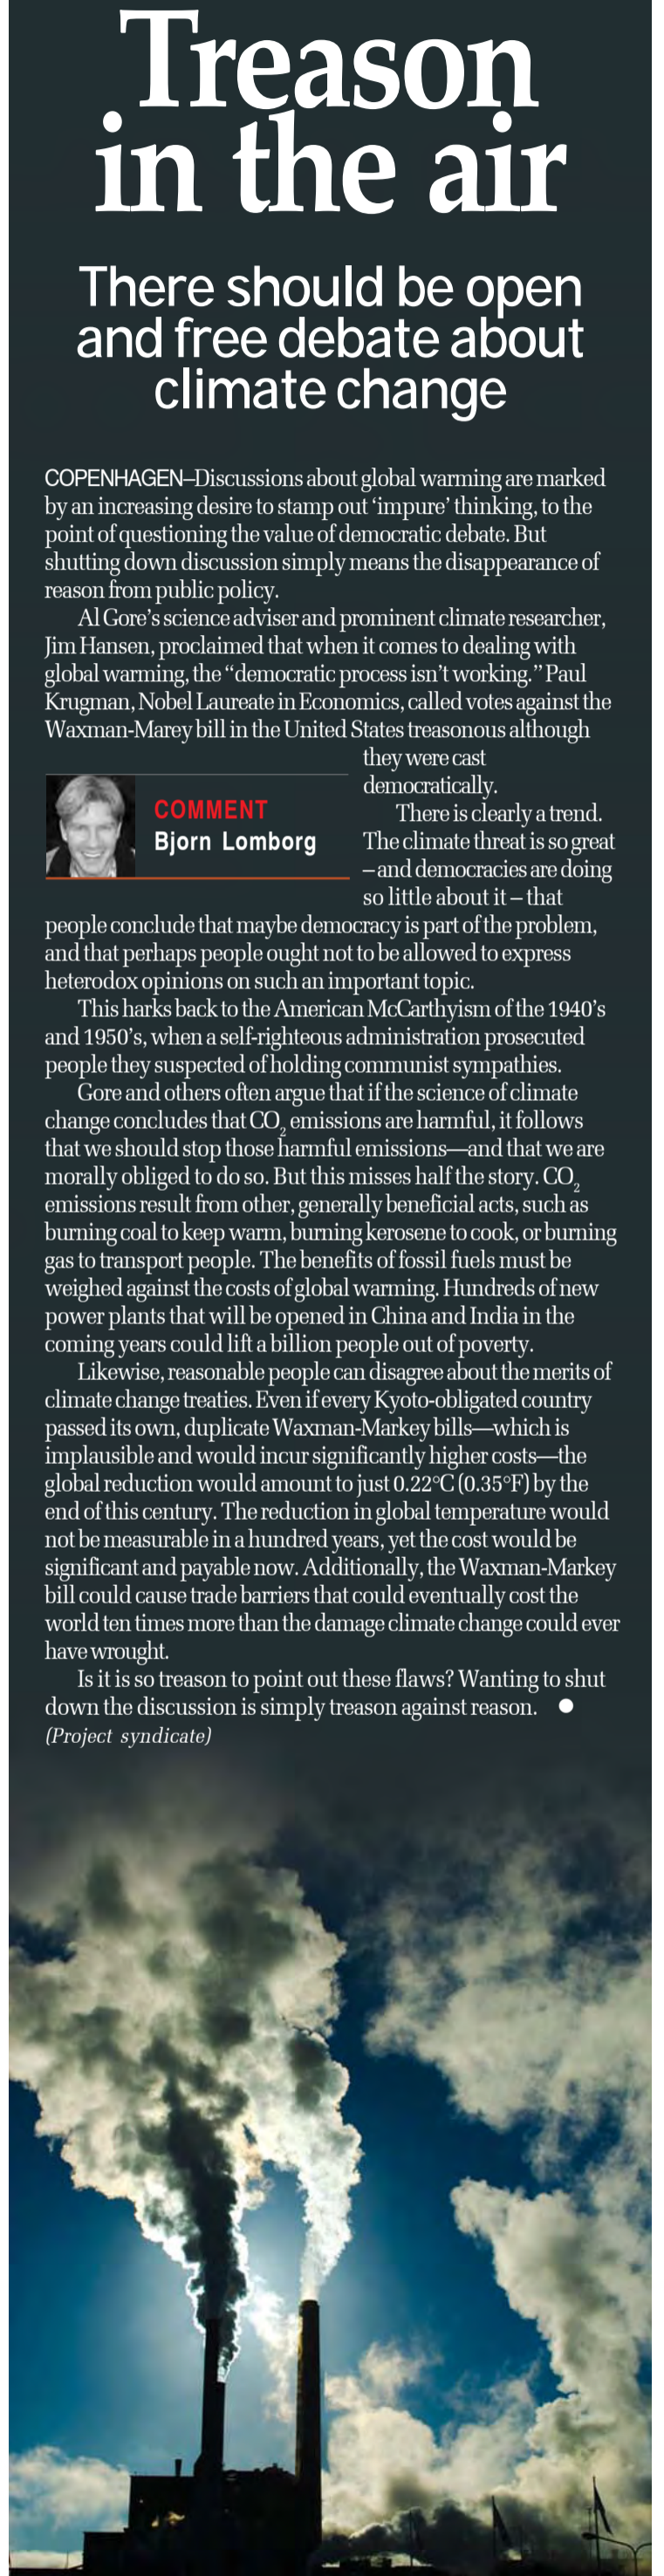 Treason
in the air
There should be open
and free debate about
climate change
COPENHAGEN–Discussions about global warming are marked
by an increasing desire to stamp out ‘impure’ thinking, to the
point of questioning the value of democratic debate. But
shutting down discussion simply means the disappearance of
reason from public policy.
Al Gore’s science adviser and prominent climate researcher,
Jim Hansen, proclaimed that when it comes to dealing with
global warming, the “democratic process isn’t working.” Paul
Krugman, Nobel Laureate in Economics, called votes against the
Waxman-Marey bill in the United States treasonous although
they were cast
democratically.
COMMENT
Bjorn Lomborg
There is clearly a trend.
The climate threat is so great
– and democracies are doing
so little about it – that
people conclude that maybe democracy is part of the problem,
and that perhaps people ought not to be allowed to express
heterodox opinions on such an important topic.
This harks back to the American McCarthyism of the 1940’s
and 1950’s, when a self-righteous administration prosecuted
people they suspected of holding communist sympathies.
Gore and others often argue that if the science of climate
change concludes that CO₂ emissions are harmful, it follows
that we should stop those harmful emissions—and that we are
morally obliged to do so. But this misses half the story. CO₂
emissions result from other, generally beneficial acts, such as
burning coal to keep warm, burning kerosene to cook, or burning
gas to transport people. The benefits of fossil fuels must be
weighed against the costs of global warming. Hundreds of new
power plants that will be opened in China and India in the
coming years could lift a billion people out of poverty.
Likewise, reasonable people can disagree about the merits of
climate change treaties. Even if every Kyoto-obligated country
passed its own, duplicate Waxman-Markey bills—which is
implausible and would incur significantly higher costs—the
global reduction would amount to just 0.22°C (0.35°F) by the
end of this century. The reduction in global temperature would
not be measurable in a hundred years, yet the cost would be
significant and payable now. Additionally, the Waxman-Markey
bill could cause trade barriers that could eventually cost the
world ten times more than the damage climate change could ever
have wrought.
Is it is so treason to point out these flaws? Wanting to shut
down the discussion is simply treason against reason. ●
(Project syndicate)